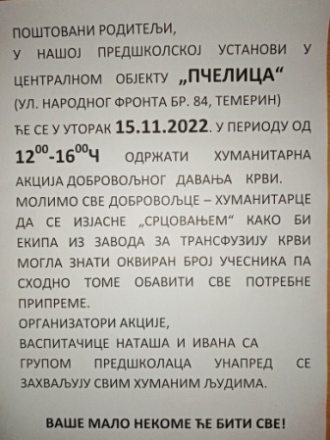 ПОШТОВАНИ РОДИТЕЉИ,
У НАШОЈ ПРЕДШКОЛСКОЈ УСТАНОВИ У
ЦЕНТРАЛНОМ ОБЈЕКТУ „ПЧЕЛИЦА“
(УЛ. НАРОДНОГ ФРОНТА БР. 84, ТЕМЕРИН)
ЋЕ СЕ У УТОРАК 15.11.2022. У ПЕРИОДУ ОД
12⁰⁰-16⁰⁰Ч ОДРЖАТИ ХУМАНИТАРНА
АКЦИЈА ДОБРОВОЉНОГ ДАВАЊА КРВИ.
МОЛИМО СВЕ ДОБРОВОЉЦЕ – ХУМАНИТАРЦЕ
ДА СЕ ИЗЈАСНЕ „СРЦОВАЊЕМ“ КАКО БИ
ЕКИПА ИЗ ЗАВОДА ЗА ТРАНСФУЗИЈУ КРВИ
МОГЛА ЗНАТИ ОКВИРАН БРОЈ УЧЕСНИКА ПА
СХОДНО ТОМЕ ОБАВИТИ СВЕ ПОТРЕБНЕ
ПРИПРЕМЕ.
ОРГАНИЗАТОРИ АКЦИЈЕ,
ВАСПИТАЧИЦЕ НАТАША И ИВАНА СА
ГРУПОМ ПРЕДШКОЛАЦА УНАПРЕД СЕ
ЗАХВАЉУЈУ СВИМ ХУМАНИМ ЉУДИМА.
ВАШЕ МАЛО НЕКОМЕ ЋЕ БИТИ СВЕ!